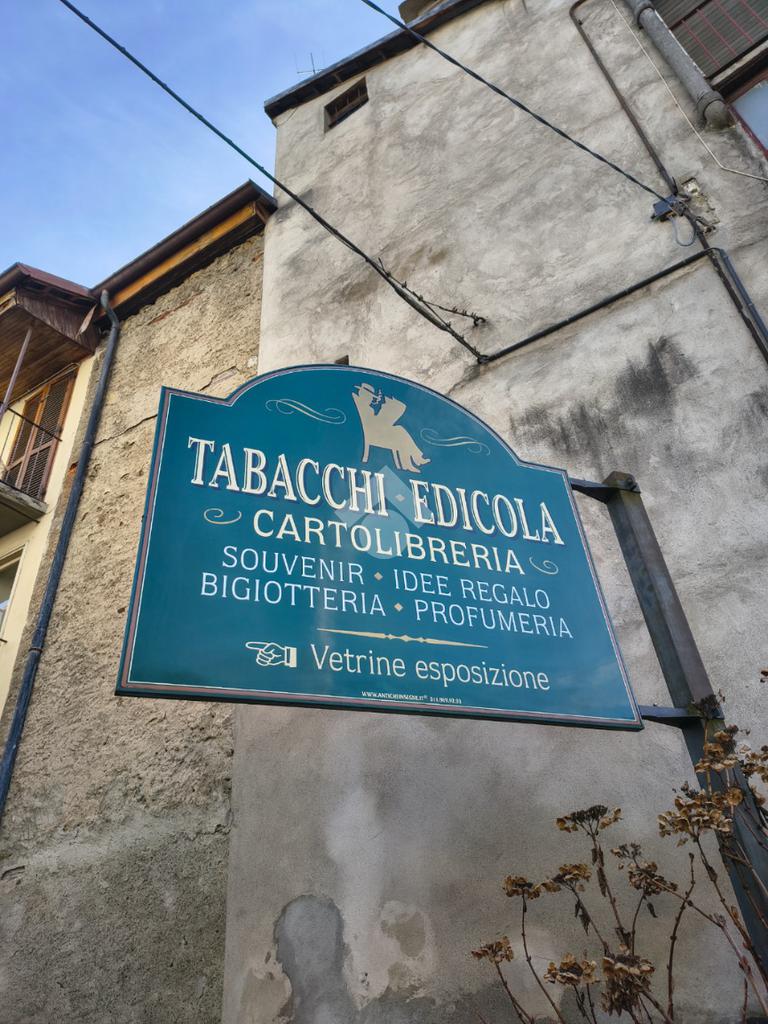 TABACCHI • EDICOLA
CARTOLIBRERIA
SOUVENIR • IDEE REGALO
BIGIOTTERIA • PROFUMERIA
Vetrine esposizione